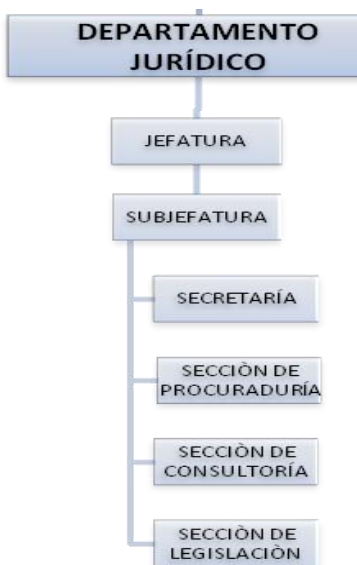 DEPARTAMENTO
JURÍDICO
JEFATURA
SUBJEFATURA
SECRETARÍA
SECCIÒN DE
PROCURADURÍA
SECCIÒN DE
CONSULTORÍA
SECCIÒN DE
LEGISLACIÒN